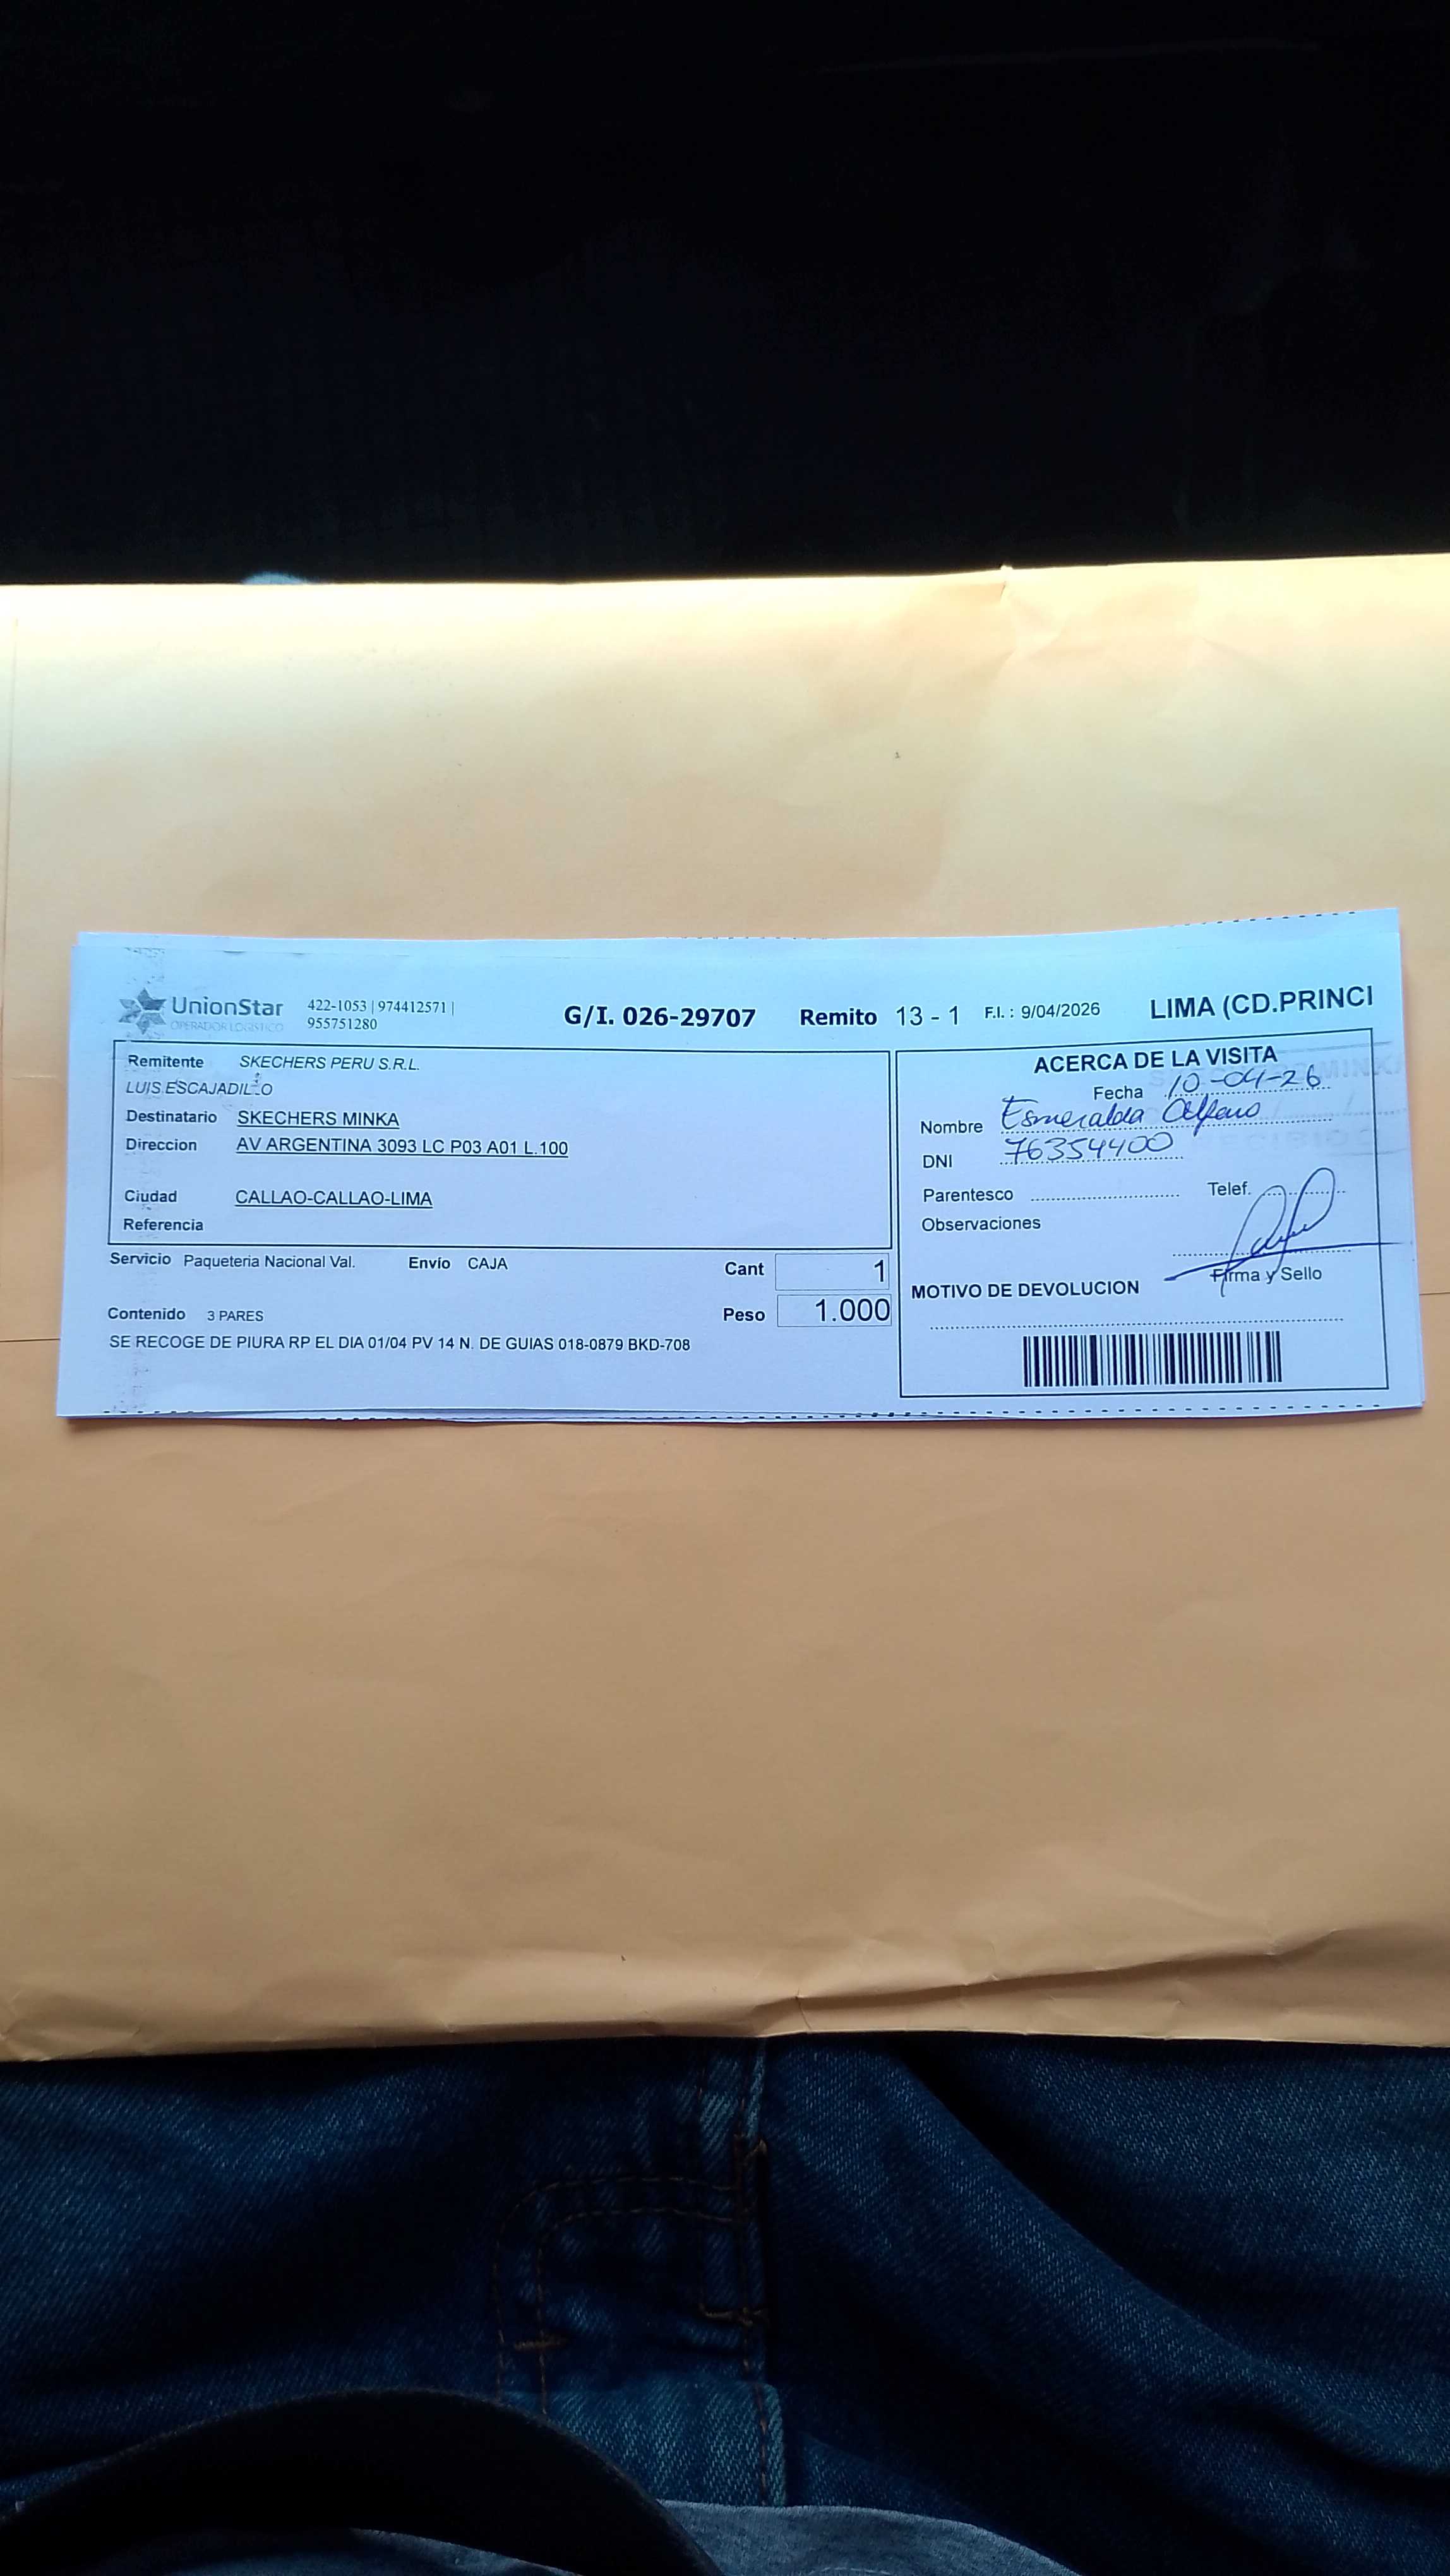 UnionStar
OPERADOR LOGISTICO
422-1053 | 974412571 |
955751280
G/I. 026-29707 Remito 13 - 1 F.I. : 9/04/2026 LIMA (CD.PRINCI
Remitente SKECHERS PERU S.R.L.
LUIS ESCAJADILLO
Destinatario SKECHERS MINKA
Direccion AV ARGENTINA 3093 LC P03 A01 L.100
Ciudad CALLAO-CALLAO-LIMA
Referencia
Servicio Paqueteria Nacional Val. Envío CAJA
Cant 1
Contenido 3 PARES
Peso 1.000
SE RECOGE DE PIURA RP EL DIA 01/04 PV 14 N. DE GUIAS 018-0879 BKD-708
ACERCA DE LA VISITA
Fecha 10-04-26
Nombre Esmeralda
DNI 76354400
Parentesco Telef.
Observaciones
Firma y Sello
MOTIVO DE DEVOLUCION